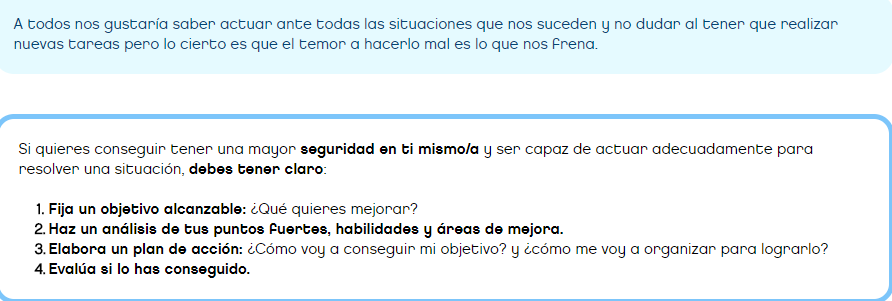 A todos nos gustaría saber actuar ante todas las situaciones que nos suceden y no dudar al tener que realizar
nuevas tareas pero lo cierto es que el temor a hacerlo mal es lo que nos frena.
Si quieres conseguir tener una mayor seguridad en ti mismo/a y ser capaz de actuar adecuadamente para
resolver una situación, debes tener claro:
1. Fija un objetivo alcanzable: ¿Qué quieres mejorar?
2. Haz un análisis de tus puntos fuertes, habilidades y áreas de mejora.
3. Elabora un plan de acción: ¿Cómo voy a conseguir mi objetivo? y ¿cómo me voy a organizar para lograrlo?
4. Evalúa si lo has conseguido.